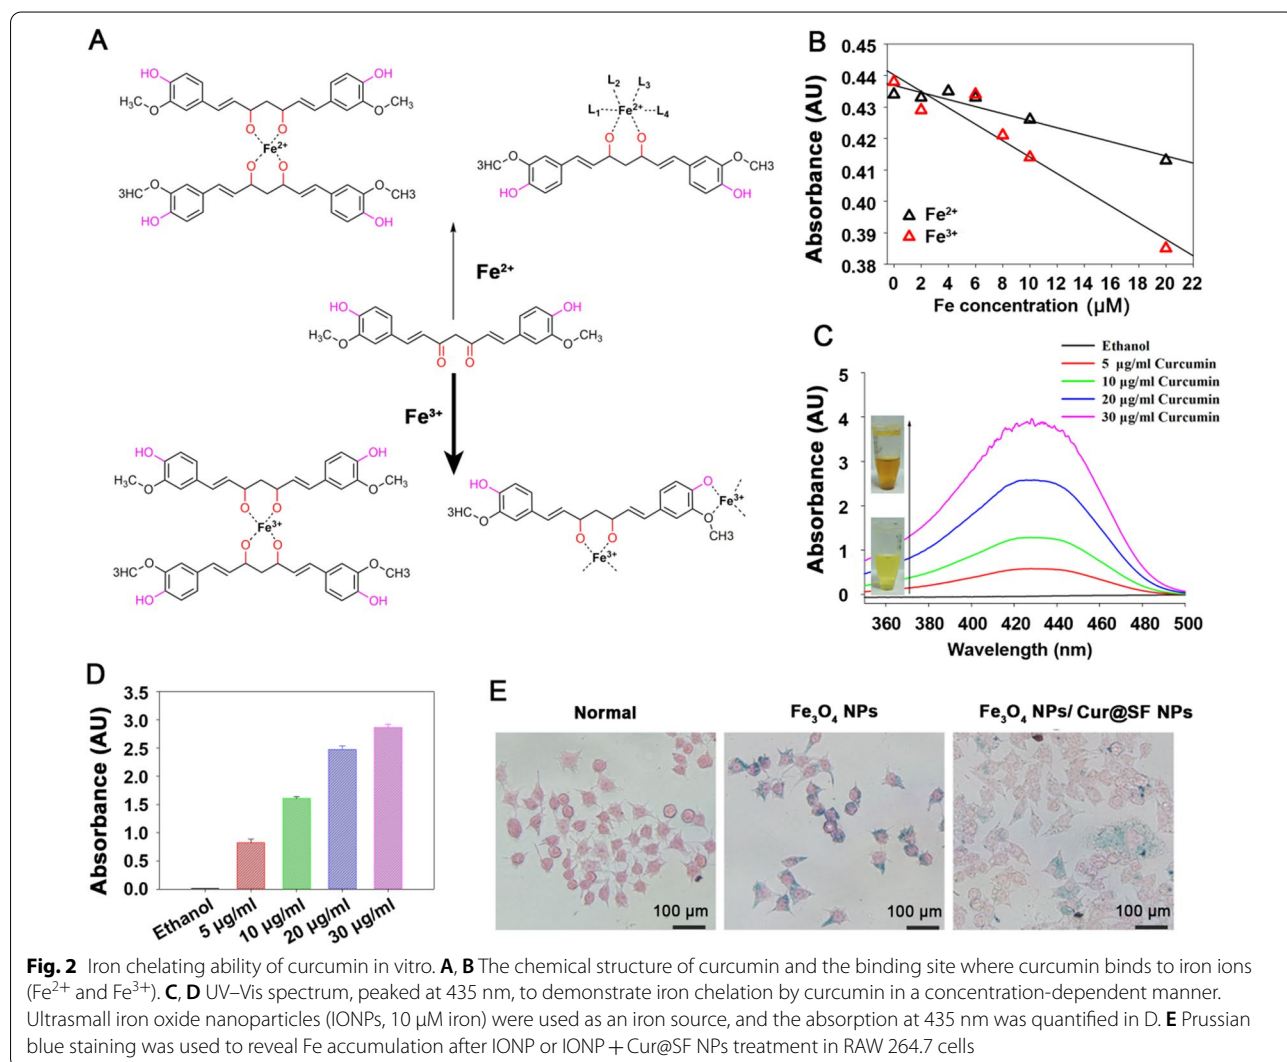 A
HO
OH
H₃C
O
O
CH₃
O
O
Fe²⁺
O
O
3HC
O
O
CH3
HO
OH
L₂
L₃
L₁
Fe²⁺
L₄
O
O
3HC
O
O
CH3
HO
OH
Fe²⁺
HO
OH
H₃C
O
O
CH₃
O
O
Fe³⁺
HO
OH
H₃C
O
O
CH₃
O
O
Fe³⁺
O
O
3HC
O
O
CH3
HO
OH
HO
O
Fe³⁺
3HC
O
O
CH3
O
O
Fe³⁺
B
Absorbance (AU)
0.45
0.44
0.43
0.42
0.41
0.40
0.39
0.38
Fe²⁺
Fe³⁺
0 2 4 6 8 10 12 14 16 18 20 22
Fe concentration (μM)
C
Ethanol
5 μg/ml Curcumin
10 μg/ml Curcumin
20 μg/ml Curcumin
30 μg/ml Curcumin
Absorbance (AU)
5
4
3
2
1
0
360 380 400 420 440 460 480 500
Wavelength (nm)
D
Absorbance (AU)
3.5
3.0
2.5
2.0
1.5
1.0
0.5
0.0
Ethanol
5 μg/ml
10 μg/ml
20 μg/ml
30 μg/ml
E
Normal
Fe₃O₄ NPs
Fe₃O₄ NPs/ Cur@SF NPs
100 μm
100 μm
100 μm
Fig. 2 Iron chelating ability of curcumin in vitro. A, B The chemical structure of curcumin and the binding site where curcumin binds to iron ions
(Fe²⁺ and Fe³⁺). C, D UV–Vis spectrum, peaked at 435 nm, to demonstrate iron chelation by curcumin in a concentration-dependent manner.
Ultrasmall iron oxide nanoparticles (IONPs, 10 μM iron) were used as an iron source, and the absorption at 435 nm was quantified in D. E Prussian
blue staining was used to reveal Fe accumulation after IONP or IONP + Cur@SF NPs treatment in RAW 264.7 cells